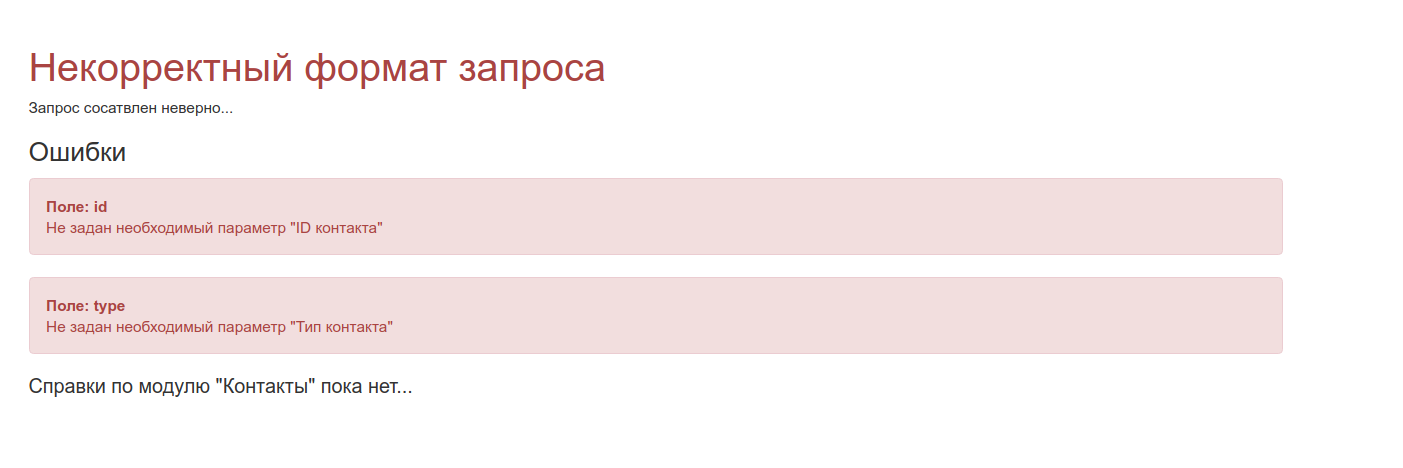 Некорректный формат запроса
Запрос сосатвлен неверно...
Ошибки
Поле: id
Не задан необходимый параметр "ID контакта"
Поле: type
Не задан необходимый параметр "Тип контакта"
Справки по модулю "Контакты" пока нет...